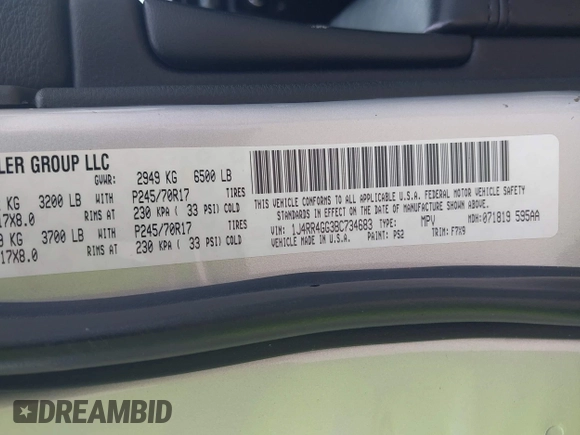 LER GROUP LLC
GVWR: 2949 KG 6500 LB
KG 3200 LB WITH P245/70R17 TIRES
17X8.0 RIMS AT 230 KPA ( 33 PSI) COLD
KG 3700 LB WITH P245/70R17 TIRES
17X8.0 RIMS AT 230 KPA ( 33 PSI) COLD
THIS VEHICLE CONFORMS TO ALL APPLICABLE U.S.A. FEDERAL MOTOR VEHICLE SAFETY
STANDARDS IN EFFECT ON THE DATE OF MANUFACTURE SHOWN ABOVE.
VIN: 1J4RR4GG3BC734683 TYPE: MPV MDH: 071819 595AA
VEHICLE MADE IN U.S.A. PAINT: PS2 TRIM: F7X9
DREAMBID